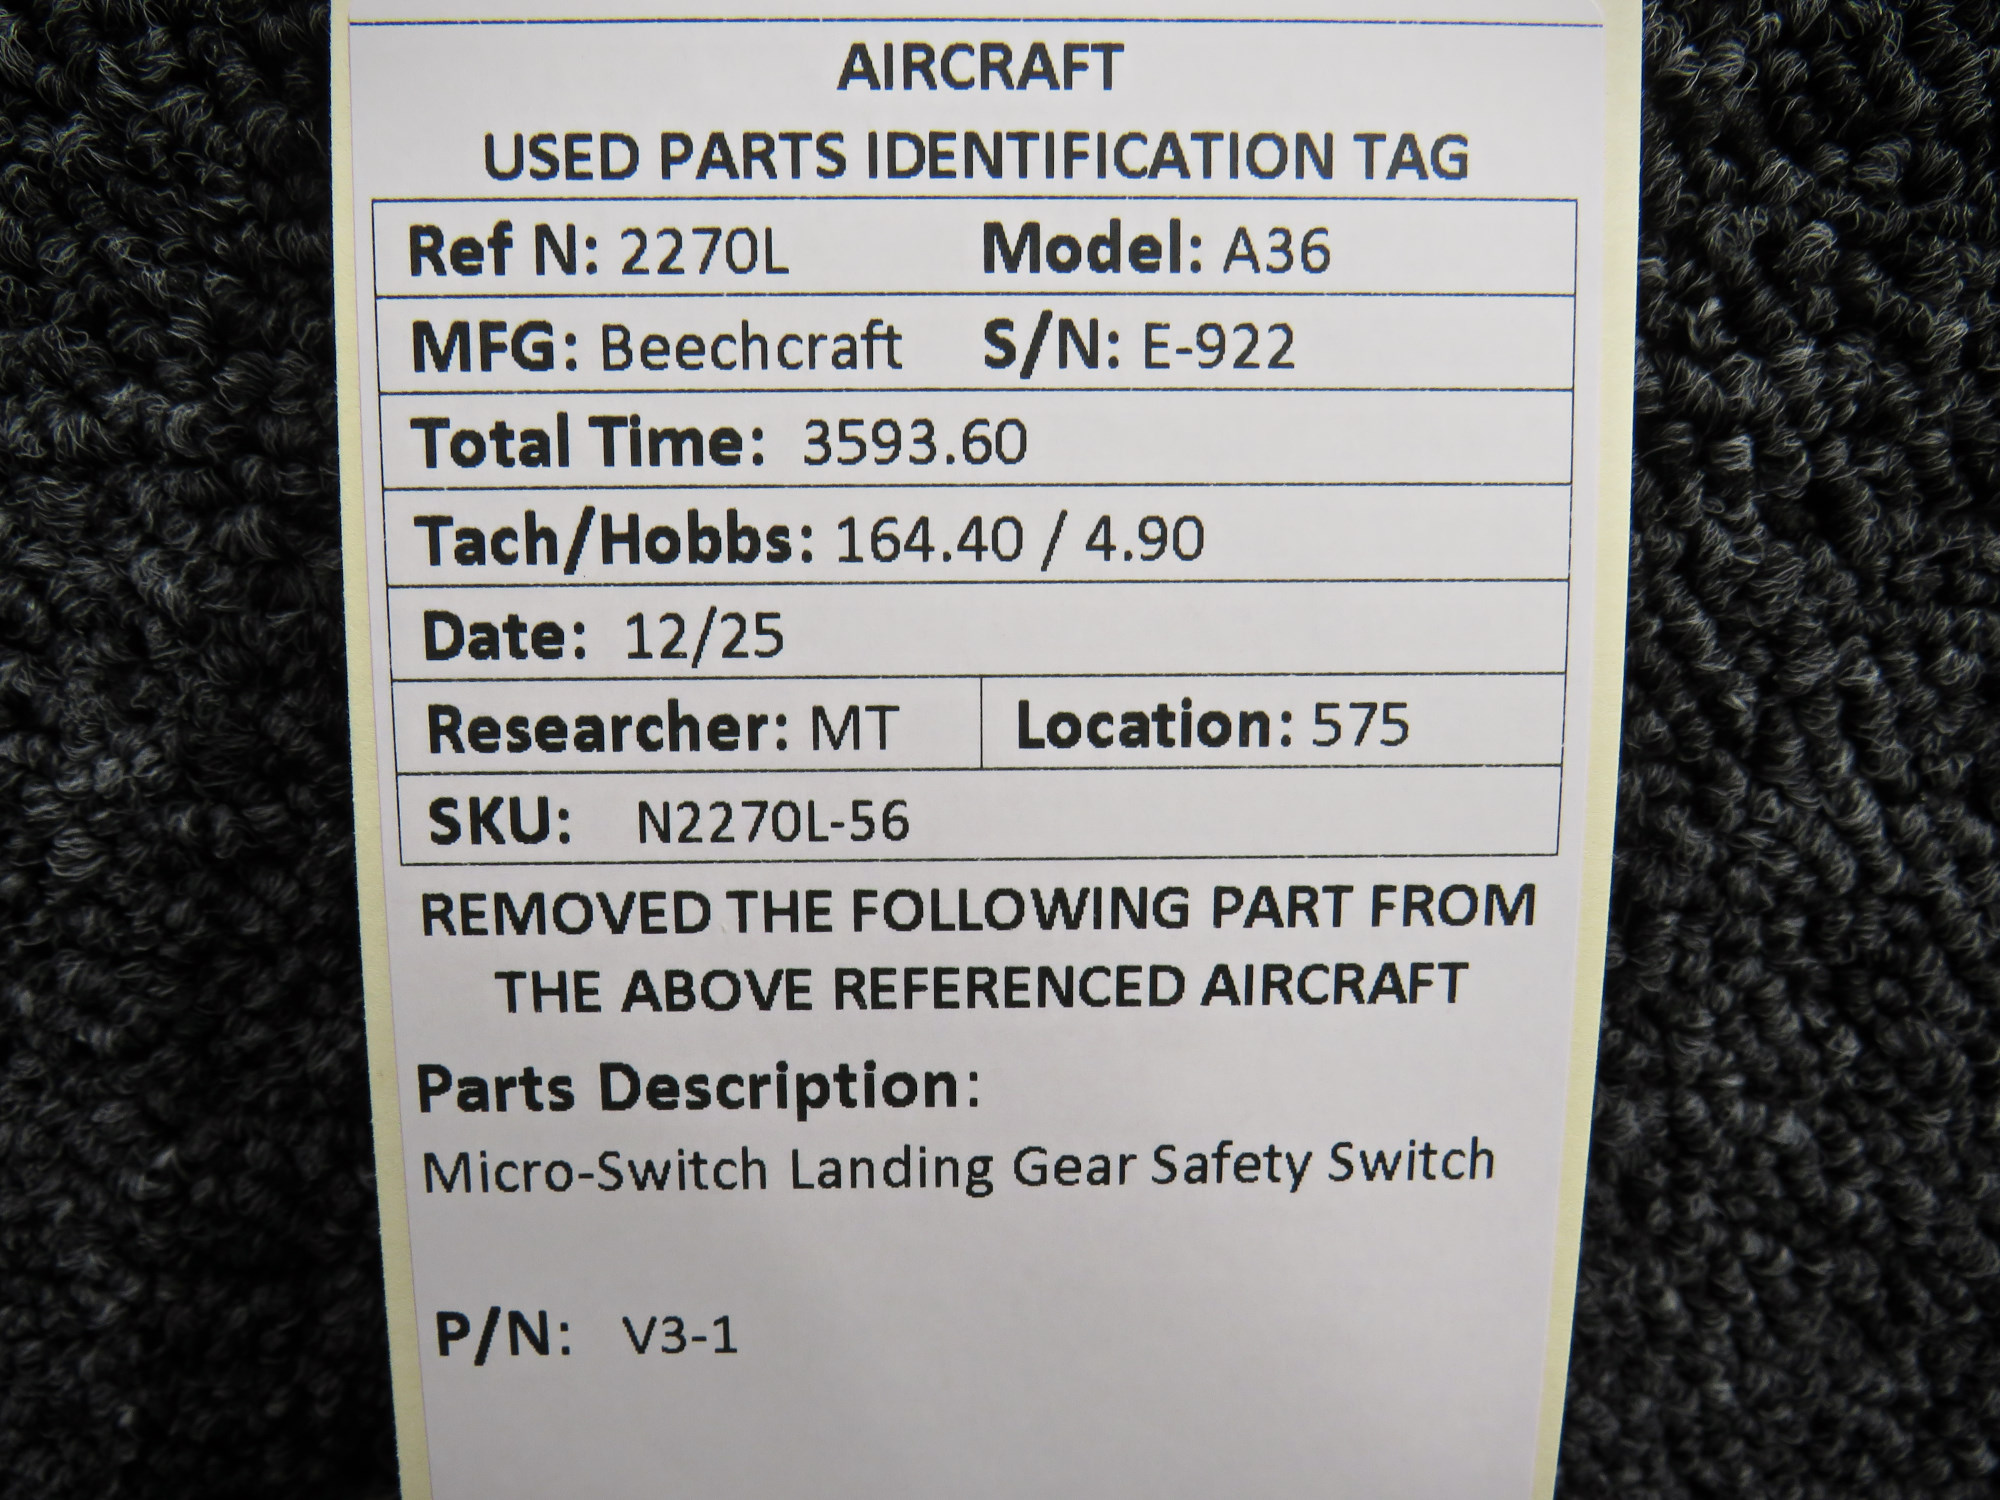 AIRCRAFT
USED PARTS IDENTIFICATION TAG
Ref N: 2270L Model: A36
MFG: Beechcraft S/N: E-922
Total Time: 3593.60
Tach/Hobbs: 164.40 / 4.90
Date: 12/25
Researcher: MT Location: 575
SKU: N2270L-56
REMOVED THE FOLLOWING PART FROM
THE ABOVE REFERENCED AIRCRAFT
Parts Description:
Micro-Switch Landing Gear Safety Switch
P/N: V3-1